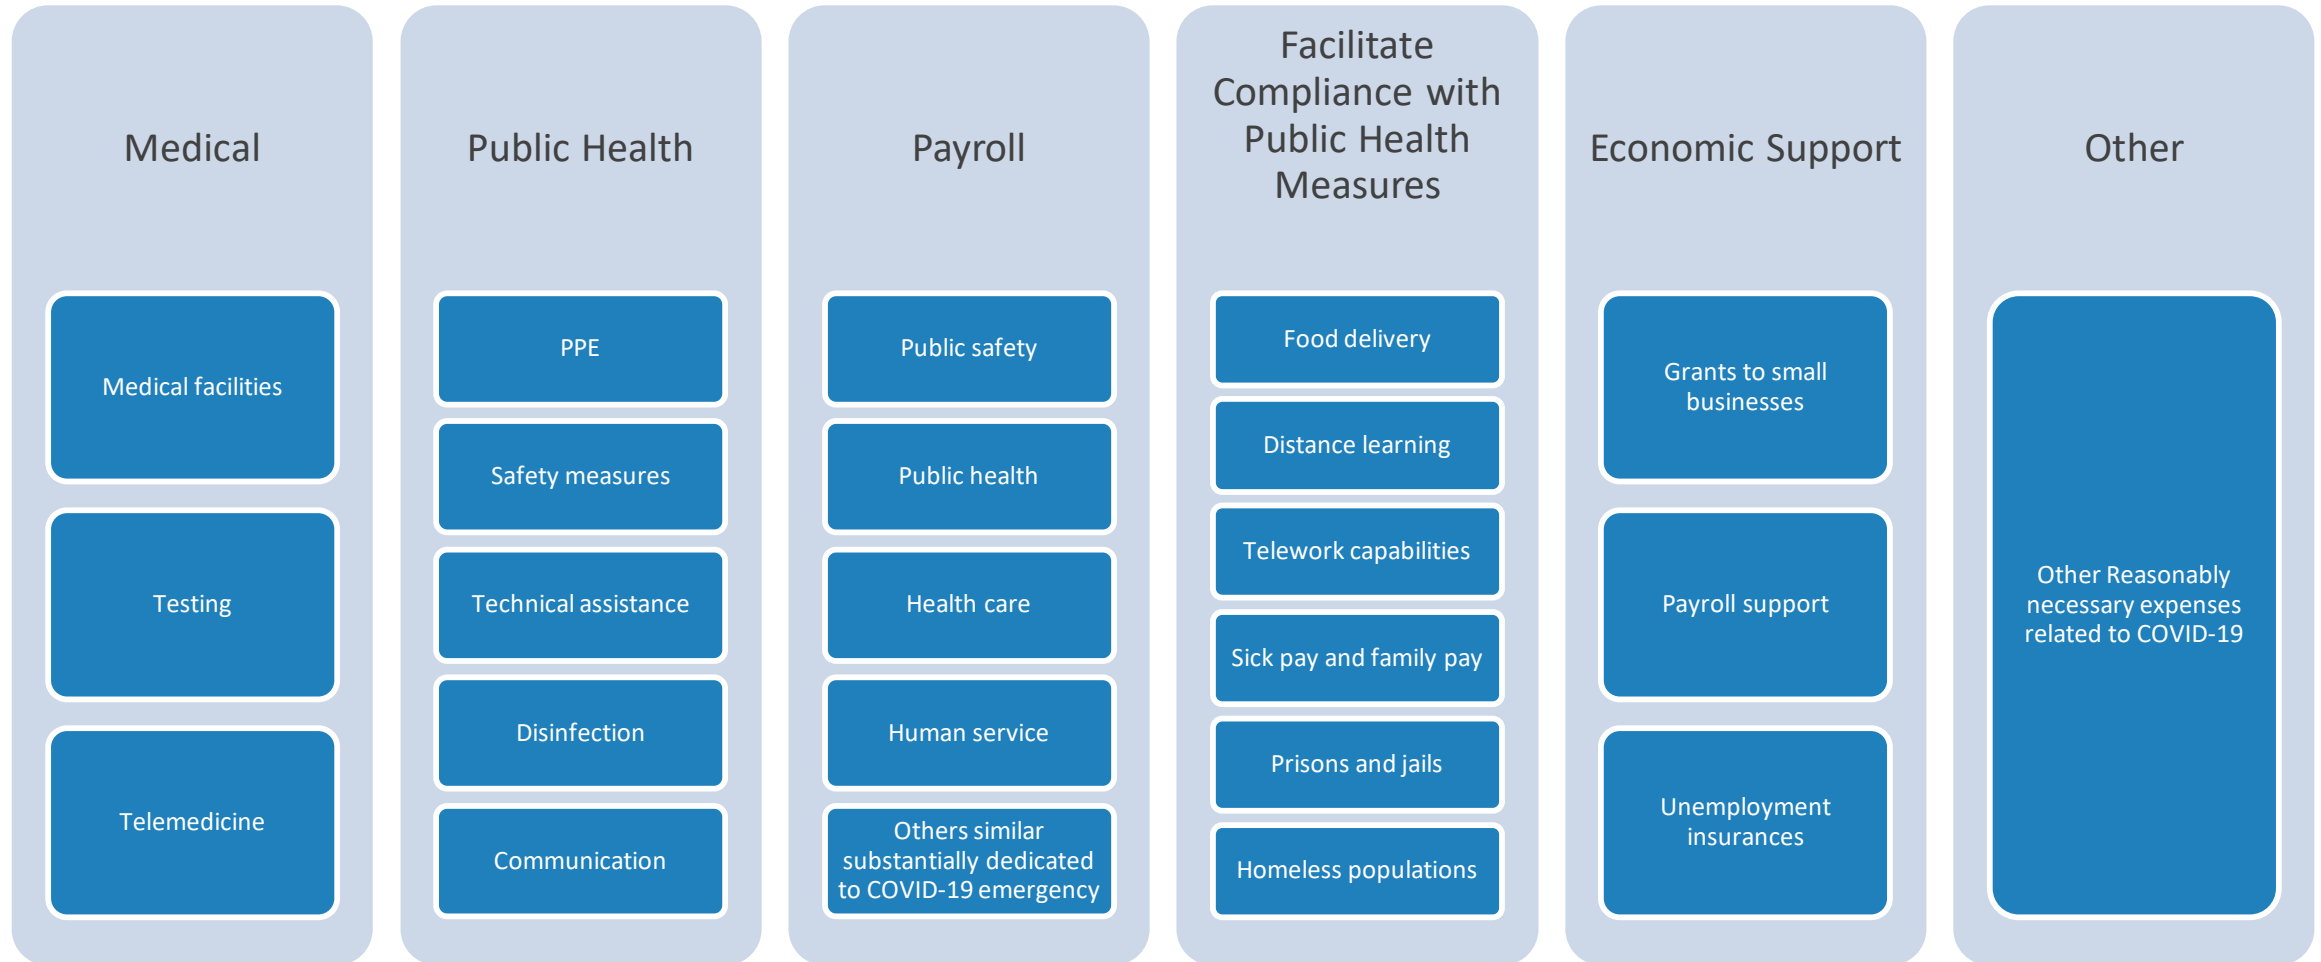 Medical
Medical facilities
Testing
Telemedicine
Public Health
PPE
Safety measures
Technical assistance
Disinfection
Communication
Payroll
Public safety
Public health
Health care
Human service
Others similar
substantially dedicated
to COVID-19 emergency
Facilitate
Compliance with
Public Health
Measures
Food delivery
Distance learning
Telework capabilities
Sick pay and family pay
Prisons and jails
Homeless populations
Economic Support
Grants to small
businesses
Payroll support
Unemployment
insurances
Other
Other Reasonably
necessary expenses
related to COVID-19